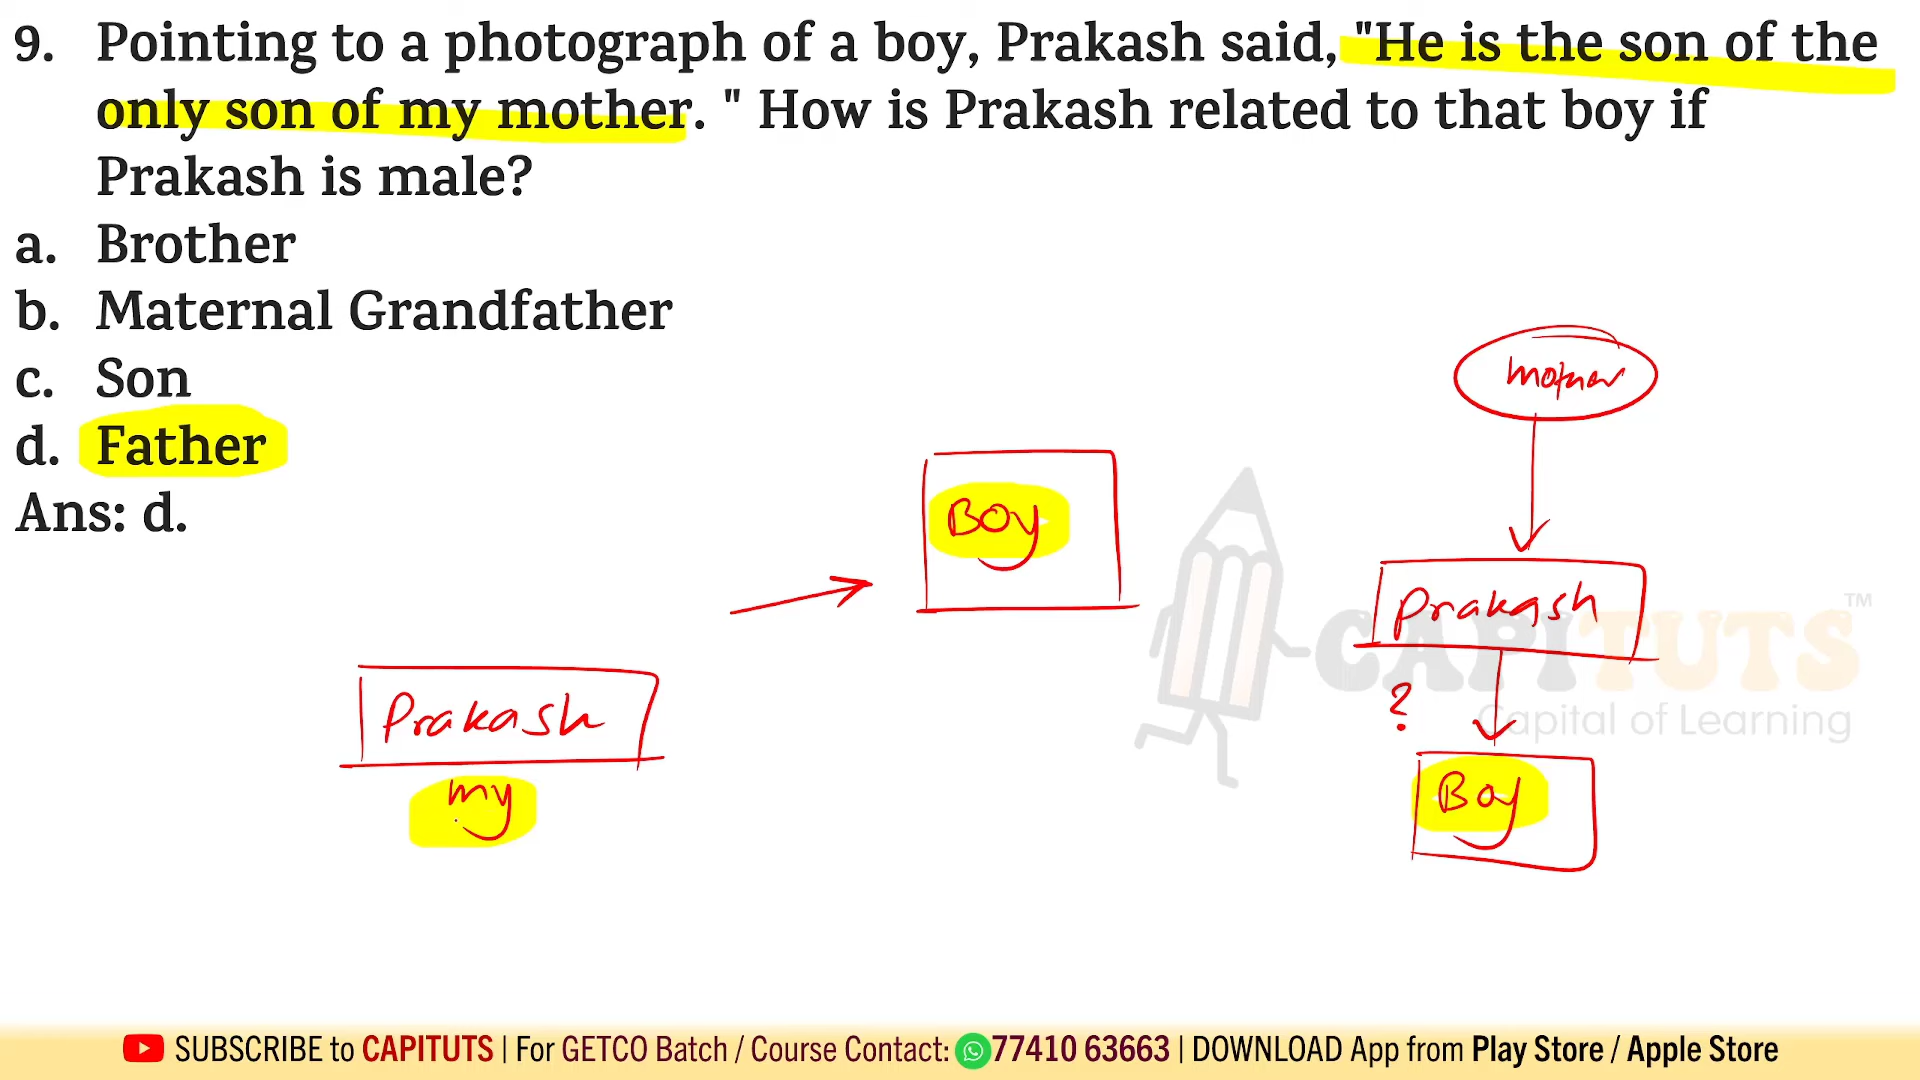 9. Pointing to a photograph of a boy, Prakash said, "He is the son of the
only son of my mother. " How is Prakash related to that boy if
Prakash is male?
a. Brother
b. Maternal Grandfather
c. Son
d. Father
Ans: d.
mother
Boy
Prakash
CAPITUTS™
Capital of Learning
Prakash
?
my
Boy
SUBSCRIBE to CAPITUTS | For GETCO Batch / Course Contact: 77410 63663 | DOWNLOAD App from Play Store / Apple Store